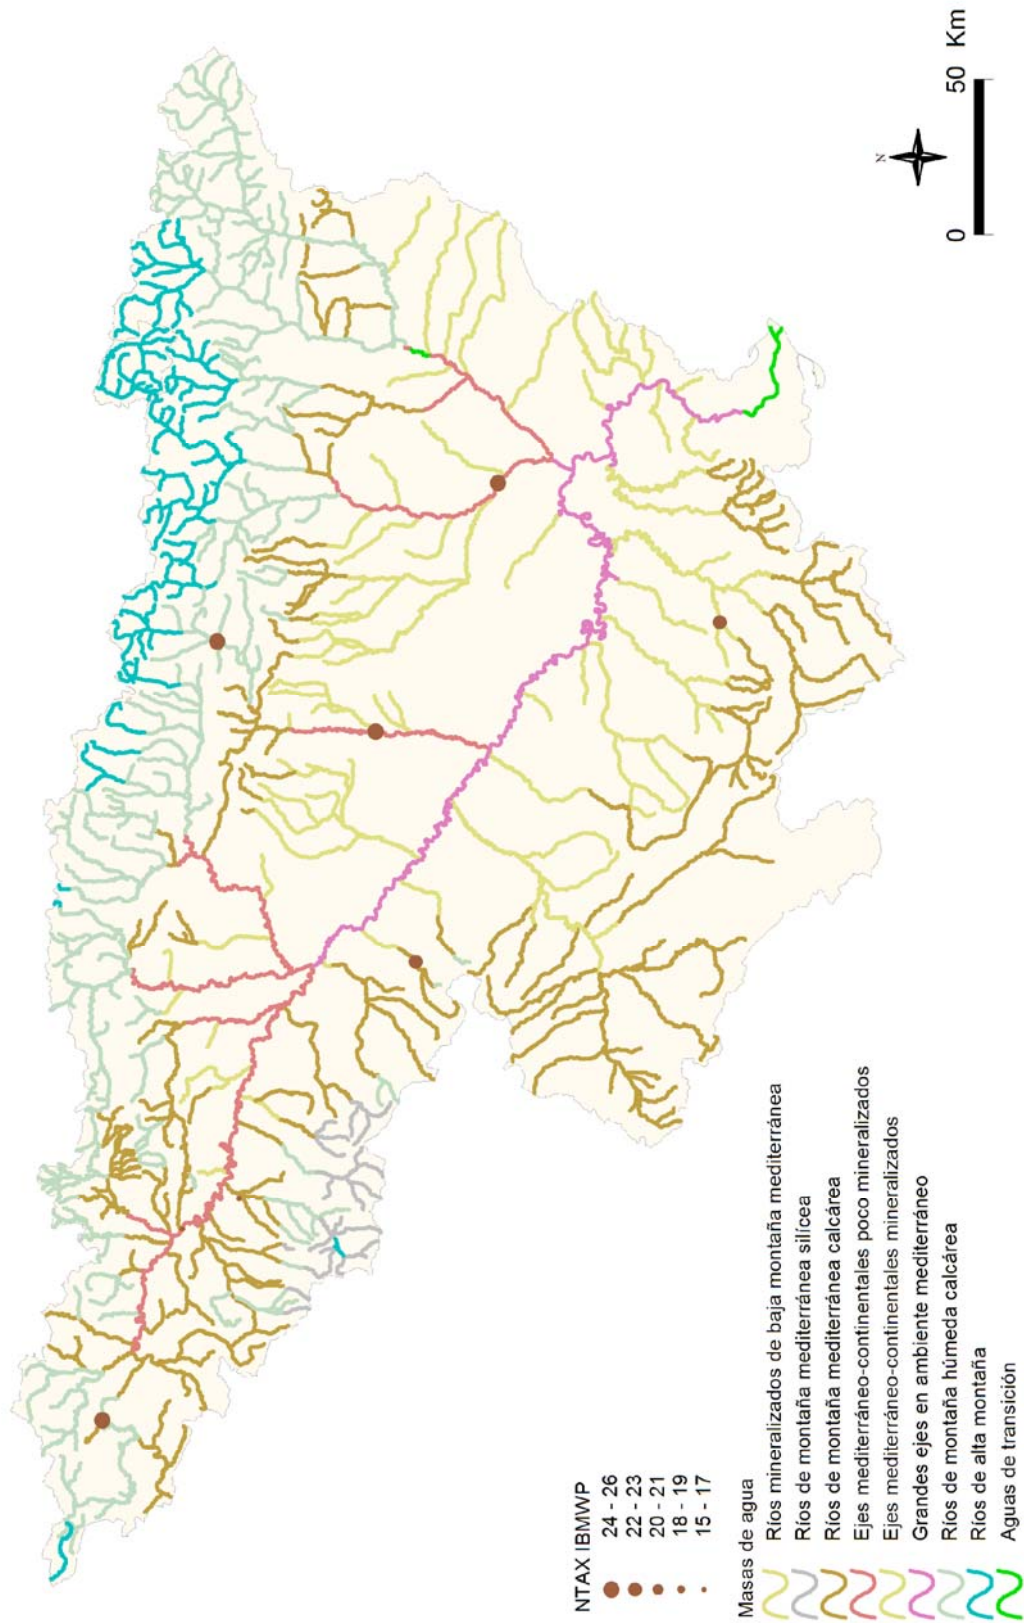 N
0 50 Km
NTAX IBMWP
24 - 26
22 - 23
20 - 21
18 - 19
15 - 17
Masas de agua
Ríos mineralizados de baja montaña mediterránea
Ríos de montaña mediterránea silícea
Ríos de montaña mediterránea calcárea
Ejes mediterráneo-continentales poco mineralizados
Ejes mediterráneo-continentales mineralizados
Grandes ejes en ambiente mediterráneo
Ríos de montaña húmeda calcárea
Ríos de alta montaña
Aguas de transición